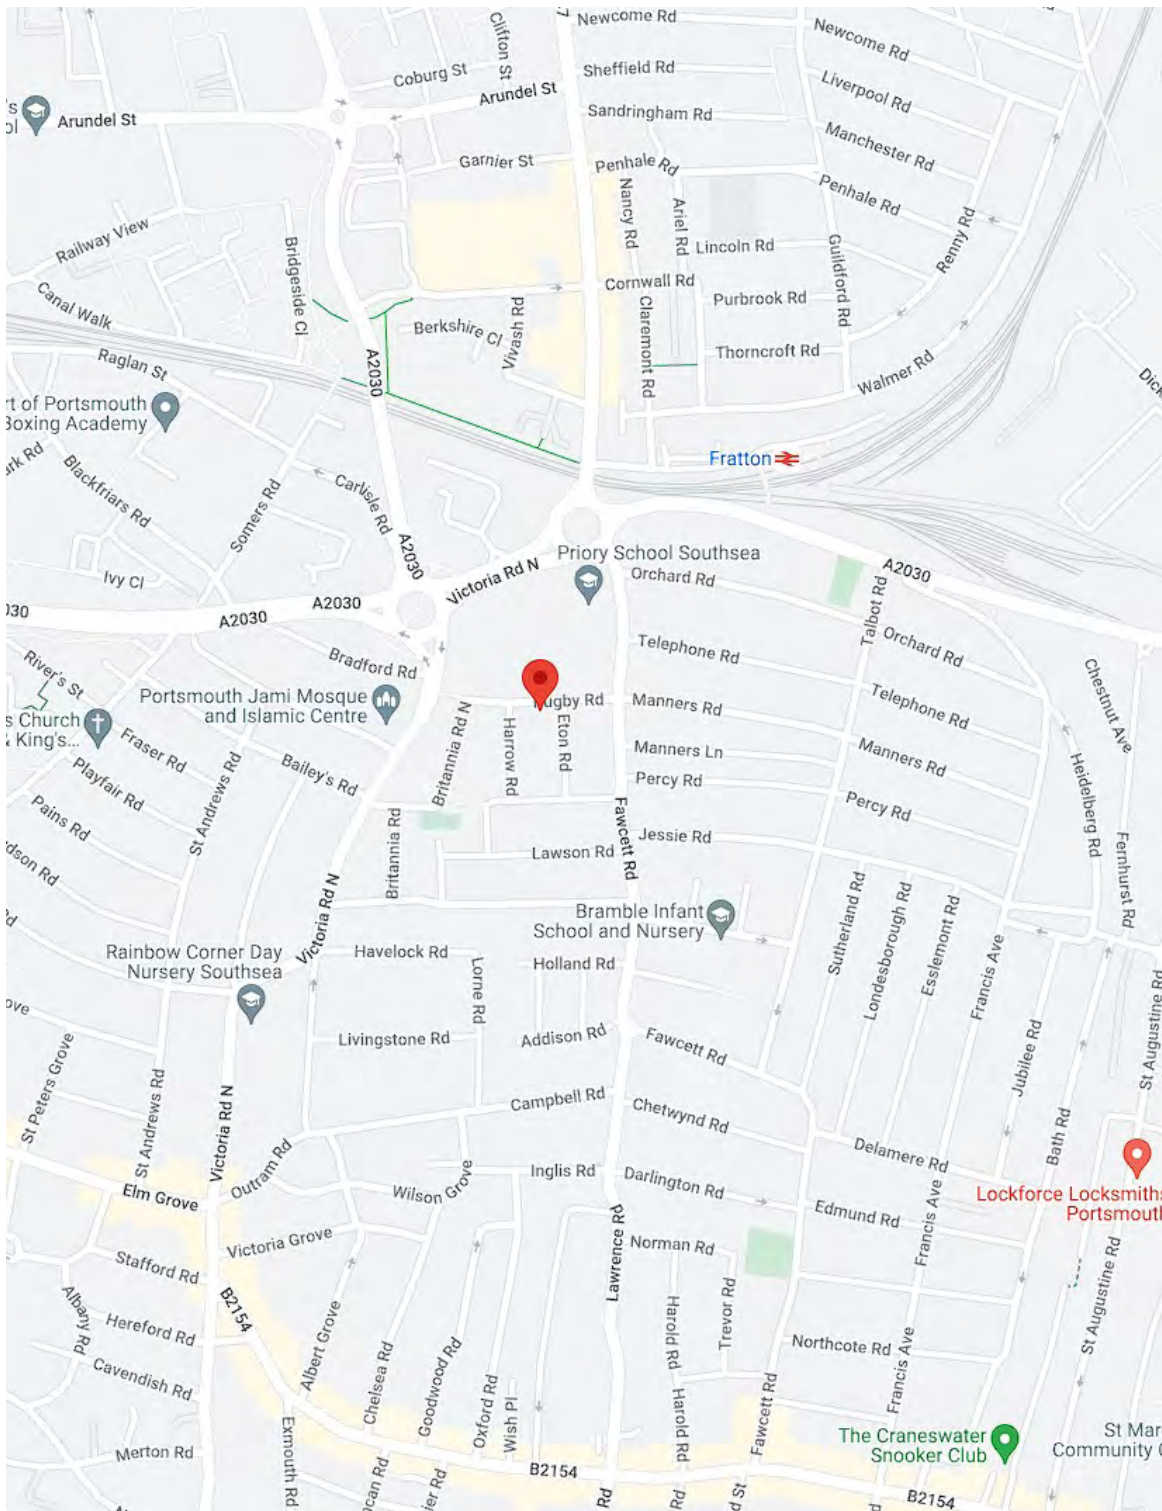 Newcome Rd
Newcome Rd
Clifton St
Coburg St
Sheffield Rd
Liverpool Rd
Arundel St
Arundel St
Sandringham Rd
Manchester Rd
Garnier St
Penhale Rd
Penhale Rd
Nancy Rd
Ariel Rd
Railway View
Bridgeside Cl
Lincoln Rd
Guildford Rd
Renny Rd
Cornwall Rd
Canal Walk
Claremont Rd
Purbrook Rd
Vivash Rd
Berkshire Cl
Raglan St
A2030
Thorncroft Rd
Walmer Rd
rt of Portsmouth
Boxing Academy
Fratton
ark Rd
Blackfriars Rd
Somers Rd
Carlisle Rd
A2030
Victoria Rd N
Priory School Southsea
Orchard Rd
A2030
Ivy Cl
A2030
A2030
Talbot Rd
Orchard Rd
Telephone Rd
Bradford Rd
River's St
Chestnut Ave
Portsmouth Jami Mosque
and Islamic Centre
Telephone Rd
Manners Rd
s Church
& King's...
Fraser Rd
Britannia Rd N
Harrow Rd
Eton Rd
Manners Ln
Manners Rd
Bailey's Rd
Playfair Rd
St Andrews Rd
Percy Rd
Percy Rd
Heidelberg Rd
Pains Rd
Britannia Rd
Fawcett Rd
Jessie Rd
Lawson Rd
Fernhurst Rd
Victoria Rd N
Bramble Infant
School and Nursery
Sutherland Rd
Londesborough Rd
Esslemont Rd
Francis Ave
Rainbow Corner Day
Nursery Southsea
Havelock Rd
Lorne Rd
Holland Rd
St Augustine Rd
Livingstone Rd
Addison Rd
Fawcett Rd
Jubilee Rd
St Peters Grove
St Andrews Rd
Victoria Rd N
Campbell Rd
Chetwynd Rd
Bath Rd
Outram Rd
Delamere Rd
Elm Grove
Wilson Grove
Inglis Rd
Darlington Rd
Lockforce Locksmiths
Portsmouth
Edmund Rd
Francis Ave
Victoria Grove
Lawrence Rd
Norman Rd
St Augustine Rd
Stafford Rd
B2154
Albany Rd
Hereford Rd
Albert Grove
Chelsea Rd
Goodwood Rd
Harold Rd
Trevor Rd
Northcote Rd
Francis Ave
Cavendish Rd
Oxford Rd
Wish Pl
Harold Rd
Fawcett Rd
Merton Rd
Exmouth Rd
The Craneswater
Snooker Club
St Mar
Community C
B2154
B2154